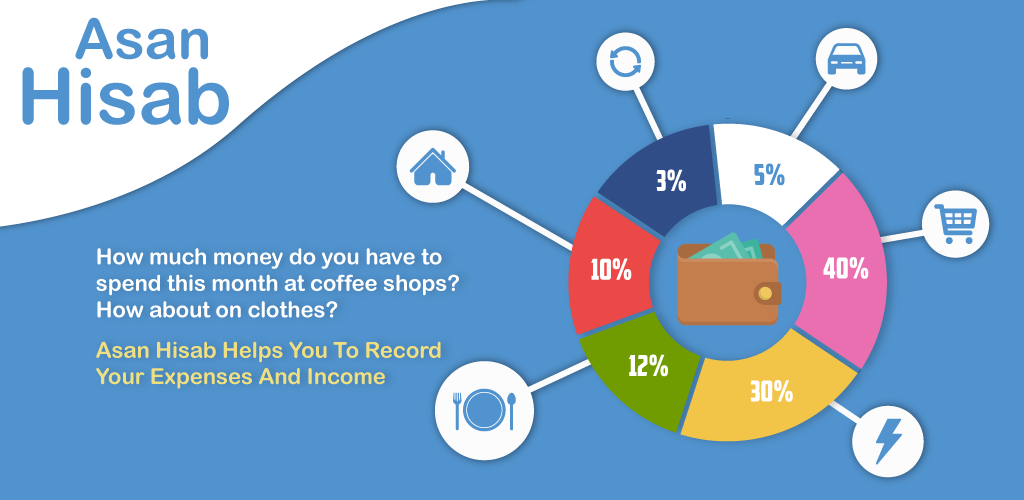 Asan
Hisab
How much money do you have to
spend this month at coffee shops?
How about on clothes?
Asan Hisab Helps You To Record
Your Expenses And Income
3%
5%
10%
40%
12%
30%